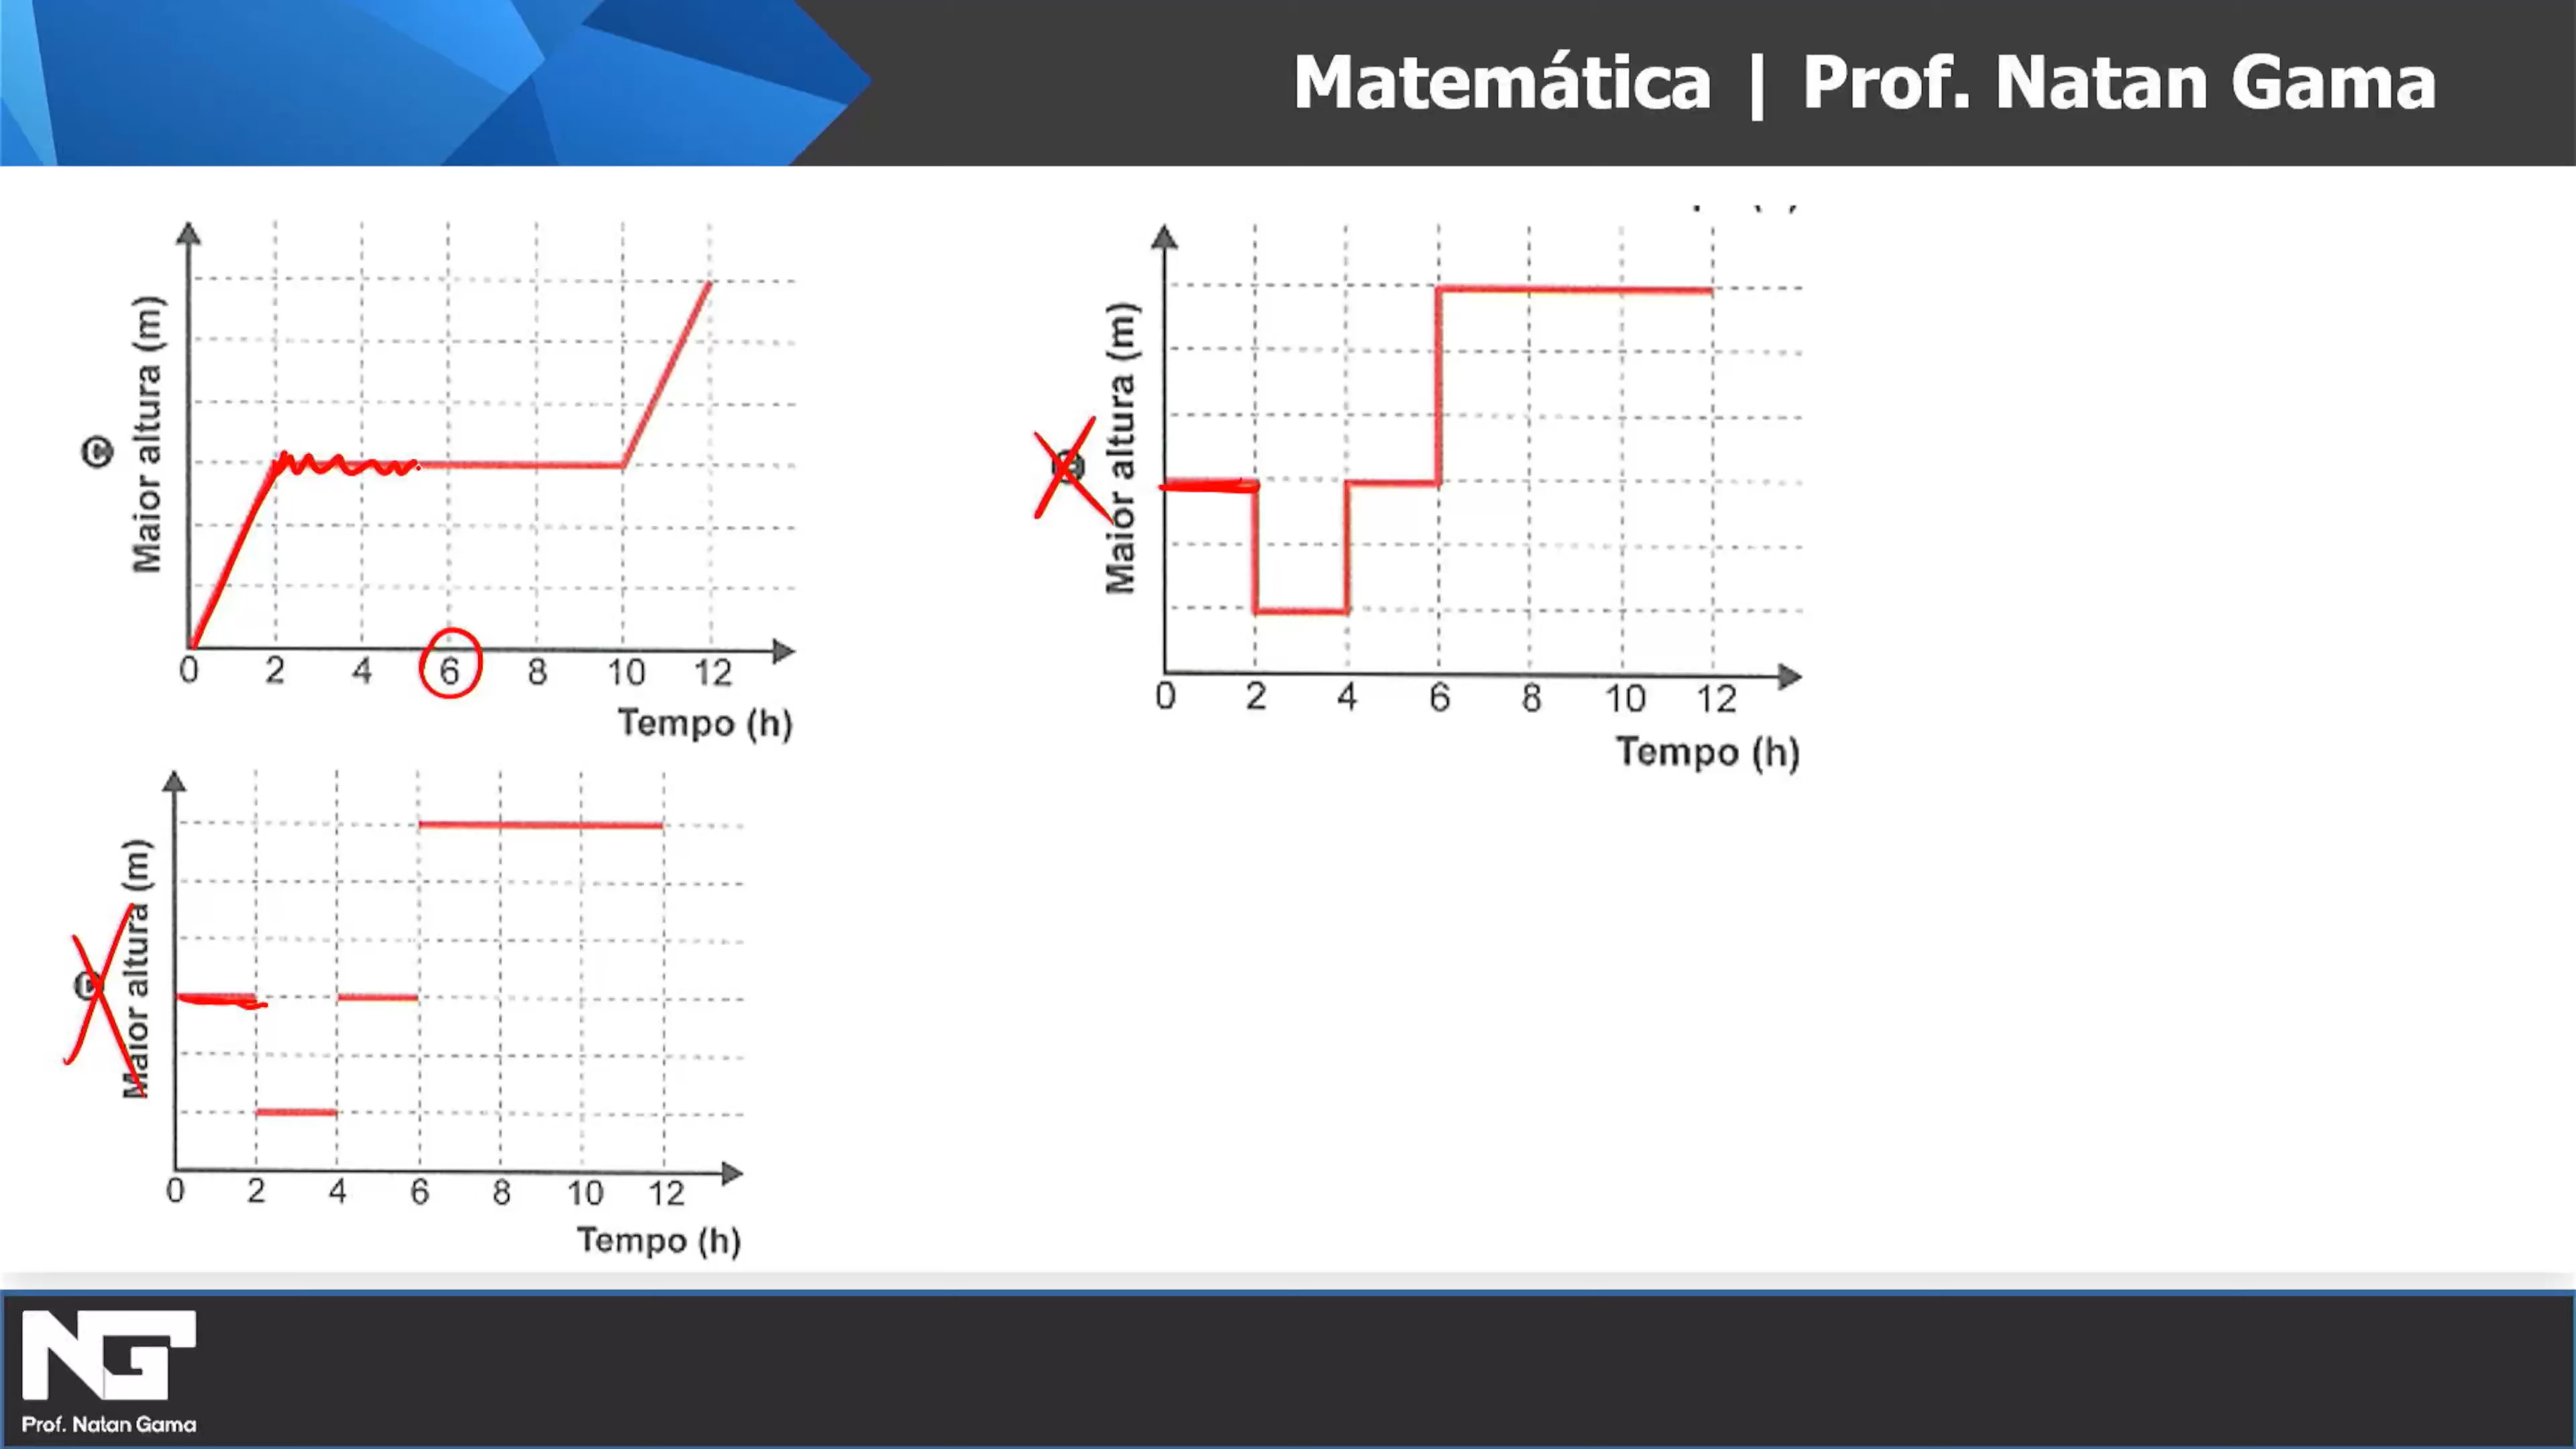 Matemática | Prof. Natan Gama
C
Maior altura (m)
0 2 4 6 8 10 12
Tempo (h)
Maior altura (m)
0 2 4 6 8 10 12
Tempo (h)
Maior altura (m)
0 2 4 6 8 10 12
Tempo (h)
NG
Prof. Natan Gama